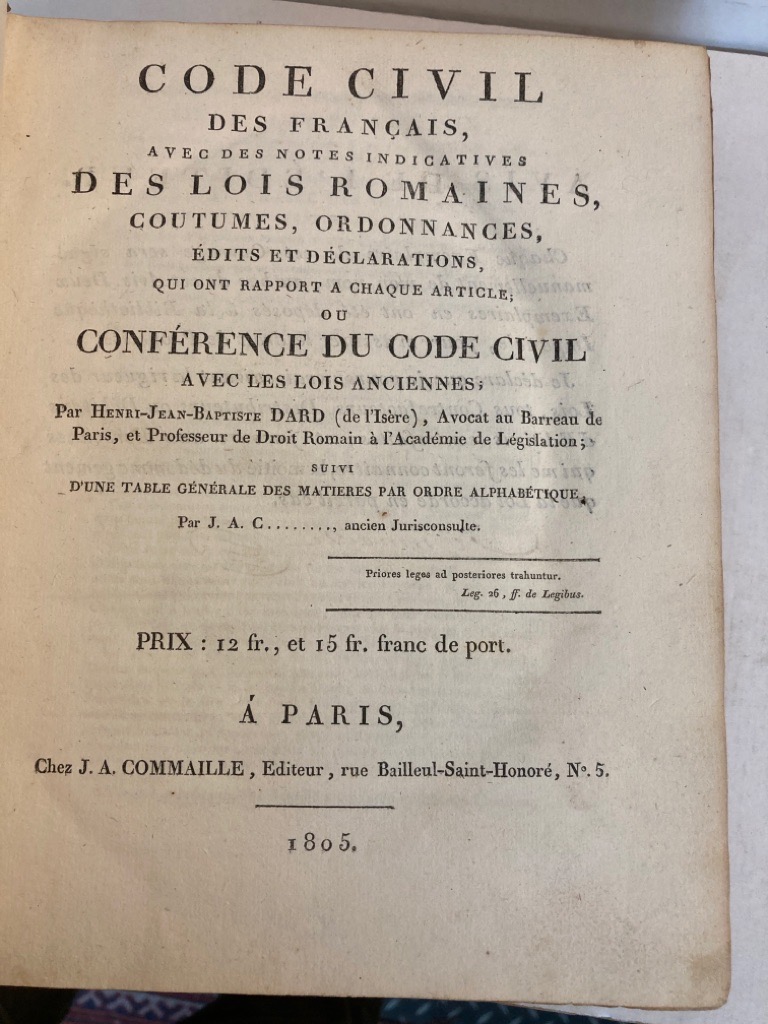 CODE CIVIL
DES FRANÇAIS,
AVEC DES NOTES INDICATIVES
DES LOIS ROMAINES,
COUTUMES, ORDONNANCES,
ÉDITS ET DÉCLARATIONS,
QUI ONT RAPPORT A CHAQUE ARTICLE;
OU
CONFÉRENCE DU CODE CIVIL
AVEC LES LOIS ANCIENNES;
Par HENRI-JEAN-BAPTISTE DARD (de l'Isère), Avocat au Barreau de
Paris, et Professeur de Droit Romain à l'Académie de Législation;
SUIVI
D'UNE TABLE GÉNÉRALE DES MATIERES PAR ORDRE ALPHABÉTIQUE,
Par J. A. C........, ancien Jurisconsulte.
Priores leges ad posteriores trahuntur.
Leg. 26, ff. de Legibus.
PRIX : 12 fr., et 15 fr. franc de port.
Á PARIS,
Chez J. A. COMMAILLE, Editeur, rue Bailleul-Saint-Honoré, Nº. 5.
1805.